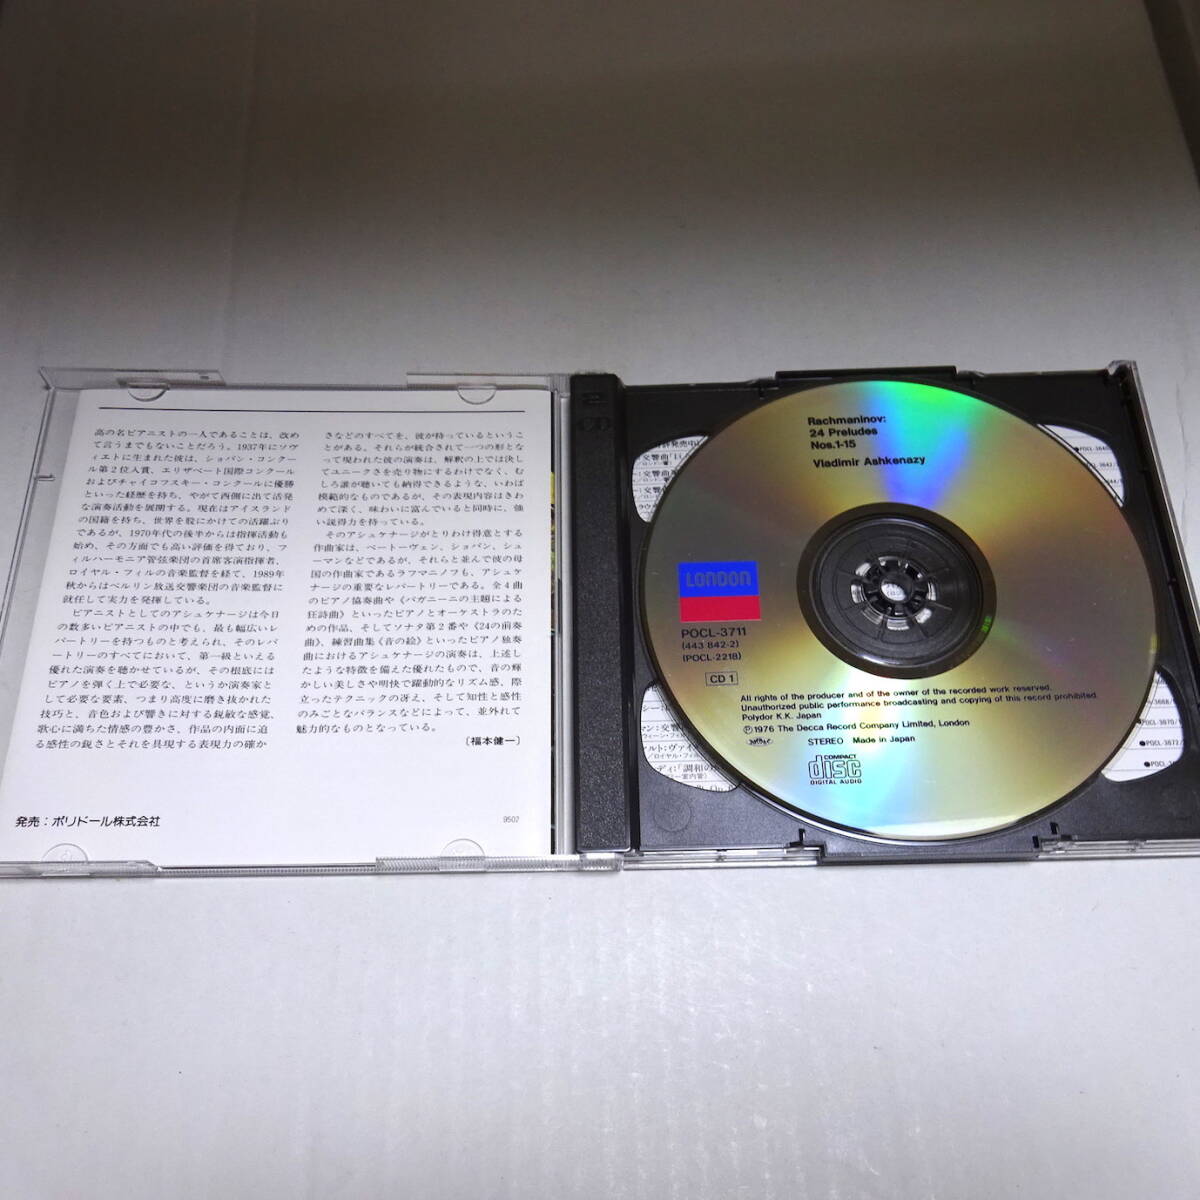 高の名ピアニストの一人であることは、改め
て言うまでもないことだろう。1937年にソヴ
ィエトに生まれた彼は、ショパン・コンクー
ル第2位入賞、エリザベート国際コンクール
およびチャイコフスキー・コンクールに優勝
といった経歴を持ち、やがて西側に出て活発
な演奏活動を展開する。現在はアイスランド
の国籍を持ち、世界を股にかけての活躍ぶり
であるが、1970年代の後半からは指揮活動も
始め、その方面でも高い評価を得ており、フ
ィルハーモニア管弦楽団の首席客演指揮者、
ロイヤル・フィルの音楽監督を経て、1989年
秋からはベルリン放送交響楽団の音楽監督に
就任して実力を発揮している。
ピアニストとしてのアシュケナージは今日
の数多いピアニストの中でも、最も幅広いレ
パートリーを持つものと考えられ、そのレパ
ートリーのすべてにおいて、第一級といえる
優れた演奏を聴かせているが、その根底には
ピアノを弾く上で必要な、というか演奏家と
して必要な要素、つまり高度に磨き抜かれた
技巧と、音色および響きに対する鋭敏な感覚、
歌心に満ちた情感の豊かさ、作品の内面に迫
る感性の鋭さとそれを具現する表現力の確か
さなどのすべてを、彼が持っているというこ
とがある。それらが統合されて一つの形とな
って現われた彼の演奏は、解釈の上では決し
てユニークさを売り物にするわけでなく、む
しろ誰が聴いても納得できるような、いわば
模範的なものであるが、その表現内容はきわ
めて深く、味わいに富んでいると同時に、強
い説得力を持っている。
そのアシュケナージがとりわけ得意とする
作曲家は、ベートーヴェン、ショパン、シュ
ーマンなどであるが、それらと並んで彼の母
国の作曲家であるラフマニノフも、アシュケ
ナージの重要なレパートリーである。全4曲
のピアノ協奏曲や《パガニーニの主題による
狂詩曲》といったピアノとオーケストラのた
めの作品、そしてソナタ第2番や《24の前奏
曲》、練習曲集《音の絵》といったピアノ独奏
曲におけるアシュケナージの演奏は、上述し
たような特徴を備えた優れたもので、音の輝
かしい美しさや明快で躍動的なリズム感、際
立ったテクニックの冴え、そして知性と感性
のみごとなバランスなどによって、並外れて
魅力的なものとなっている。
〔福本健一〕
発売：ポリドール株式会社
9502
Rachmaninov:
24 Preludes
Nos.1-15
Vladimir Ashkenazy
LONDON
POCL-3711
(443 842-2)
(POCL-2218)
CD 1
All rights of the producer and of the owner of the recorded work reserved.
Unauthorized public performance broadcasting and copying of this record prohibited.
Polydor K.K. Japan
Ⓟ1976 The Decca Record Company Limited, London
STEREO Made in Japan
COMPACT
disc
DIGITAL AUDIO